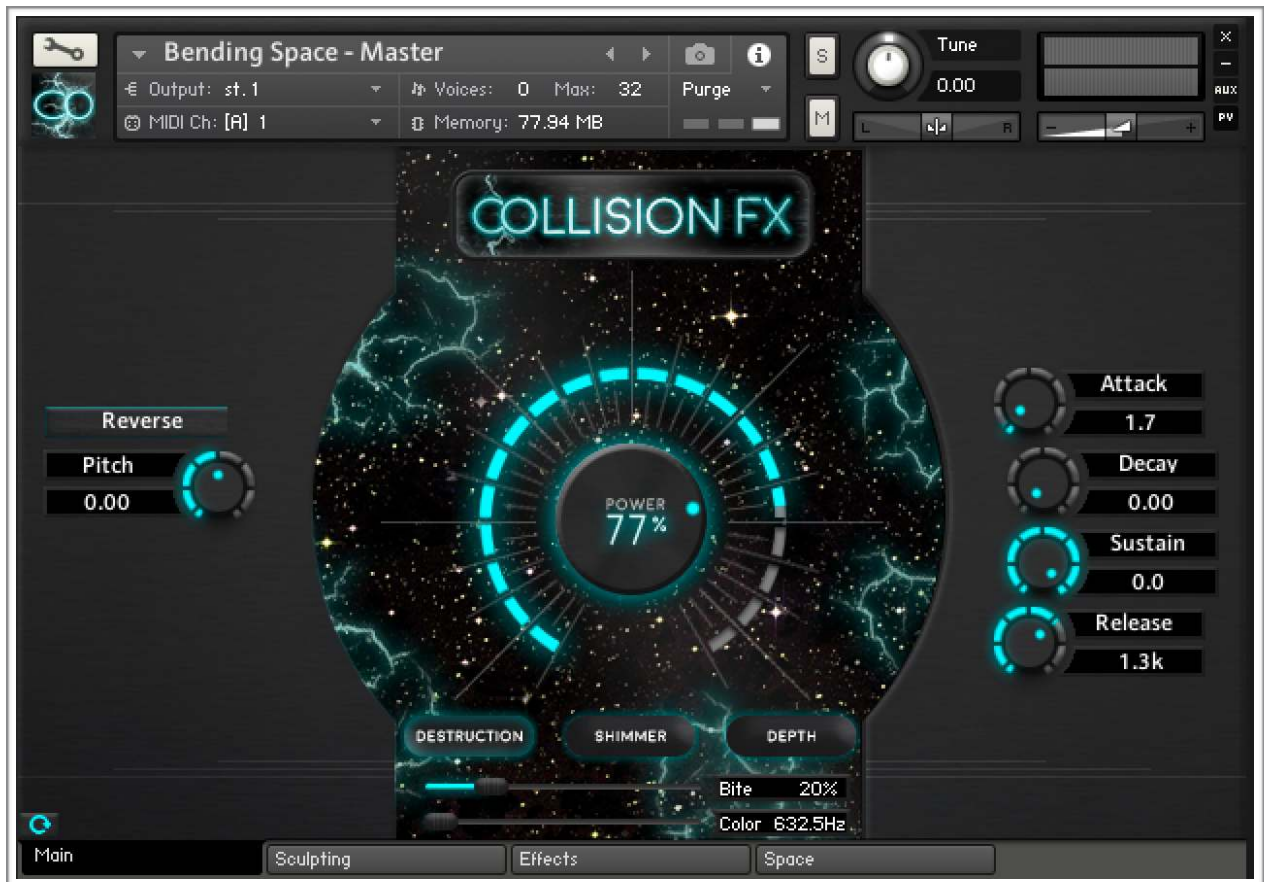 Bending Space - Master
S
Tune
0.00
Output: st.1
Voices: 0 Max: 32
Purge
MIDI Ch: [A] 1
Memory: 77.94 MB
M
L
R
-
+
X
-
AUX
PV
COLLISION FX
Reverse
Pitch
0.00
POWER
77%
Attack
1.7
Decay
0.00
Sustain
0.0
Release
1.3k
DESTRUCTION
SHIMMER
DEPTH
Bite 20%
Color 632.5Hz
Main
Sculpting
Effects
Space